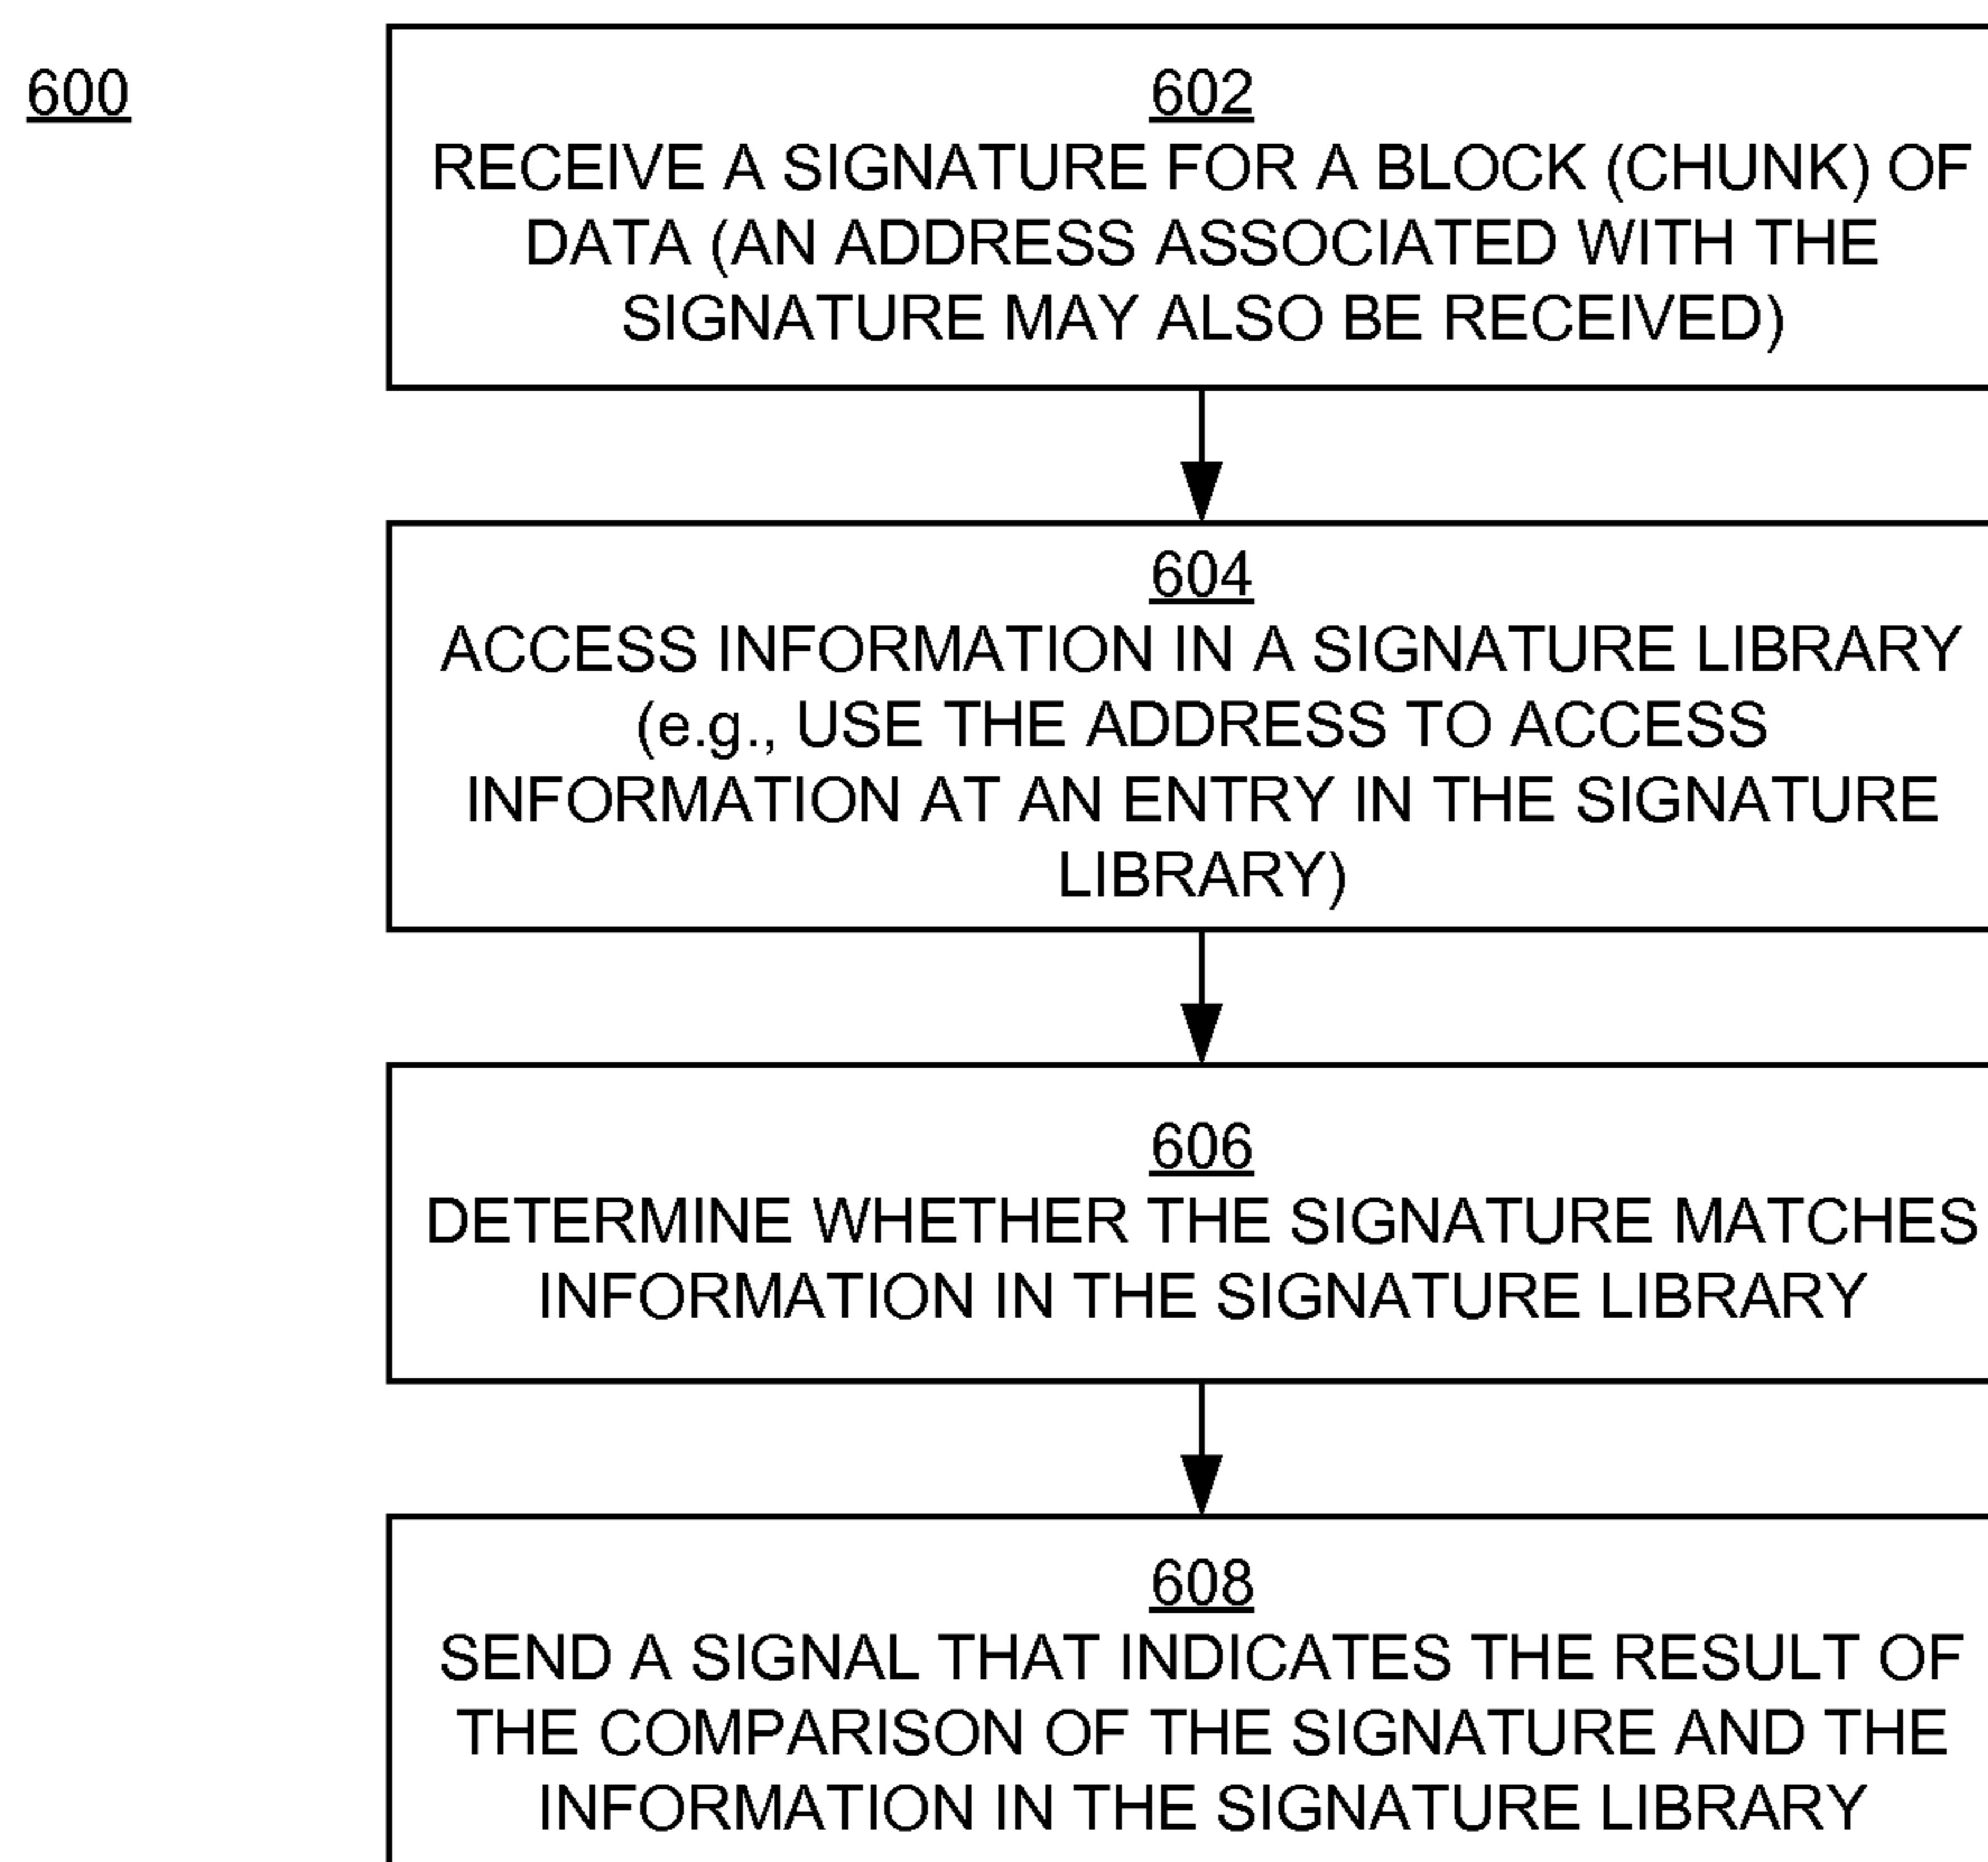 600
602
RECEIVE A SIGNATURE FOR A BLOCK (CHUNK) OF
DATA (AN ADDRESS ASSOCIATED WITH THE
SIGNATURE MAY ALSO BE RECEIVED)
604
ACCESS INFORMATION IN A SIGNATURE LIBRARY
(e.g., USE THE ADDRESS TO ACCESS
INFORMATION AT AN ENTRY IN THE SIGNATURE
LIBRARY)
606
DETERMINE WHETHER THE SIGNATURE MATCHES
INFORMATION IN THE SIGNATURE LIBRARY
608
SEND A SIGNAL THAT INDICATES THE RESULT OF
THE COMPARISON OF THE SIGNATURE AND THE
INFORMATION IN THE SIGNATURE LIBRARY